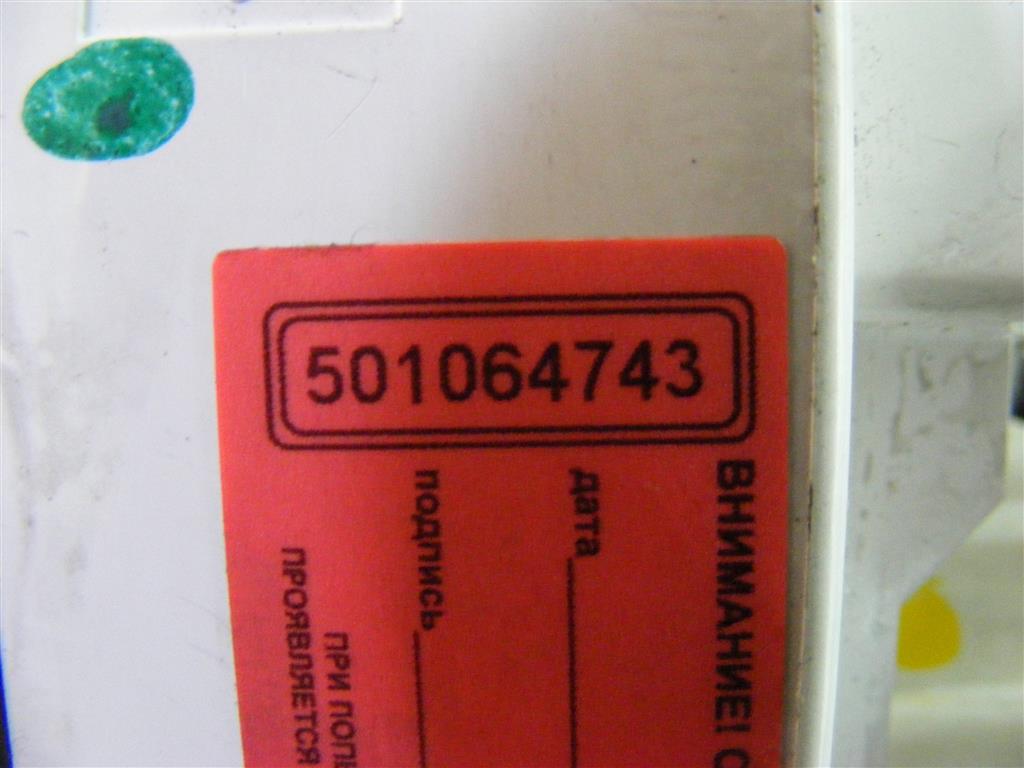 501064743
ВНИМАНИЕ!
дата
подпись
ПРИ
ПРОЯВЛЯЕТСЯ